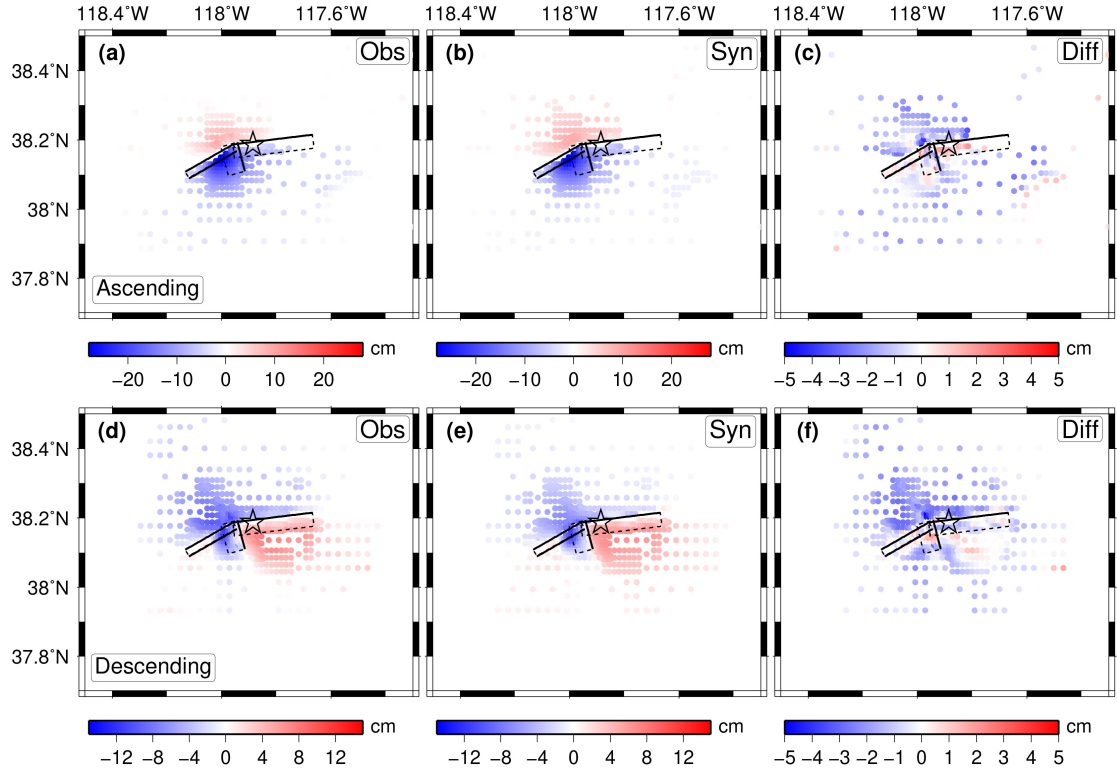 118.4°W 118°W 117.6°W 118.4°W 118°W 117.6°W 118.4°W 118°W 117.6°W
(a) Obs (b) Syn (c) Diff
38.4°N
38.2°N
38°N
37.8°N
Ascending
cm cm cm
−20 −10 0 10 20 −20 −10 0 10 20 −5 −4 −3 −2 −1 0 1 2 3 4 5
(d) Obs (e) Syn (f) Diff
38.4°N
38.2°N
38°N
37.8°N
Descending
cm cm cm
−12 −8 −4 0 4 8 12 −12 −8 −4 0 4 8 12 −5 −4 −3 −2 −1 0 1 2 3 4 5